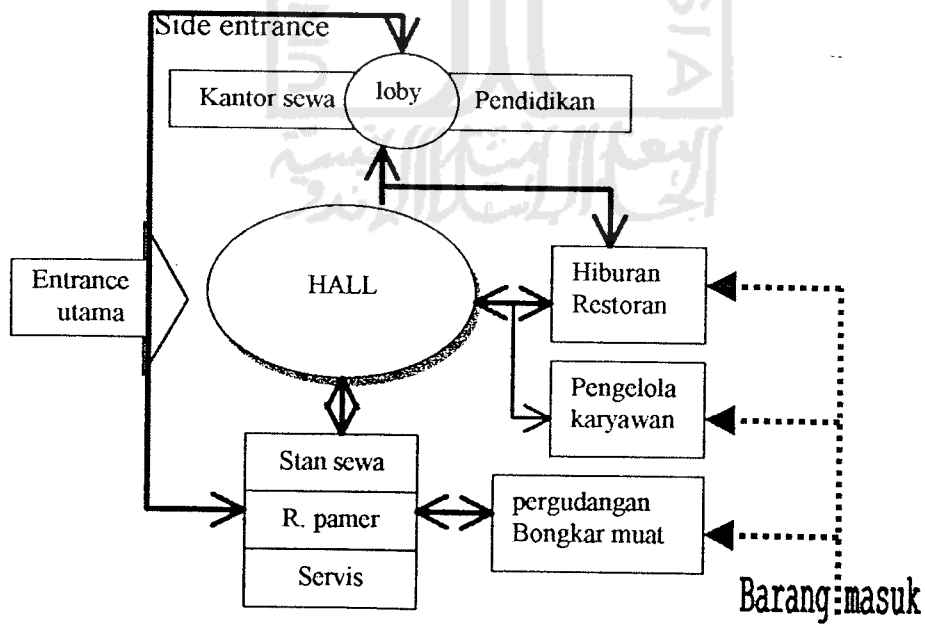 Side entrance
Kantor sewa
loby
Pendidikan
Entrance
utama
HALL
Hiburan
Restoran
Pengelola
karyawan
Stan sewa
R. pamer
Servis
pergudangan
Bongkar muat
Barang masuk